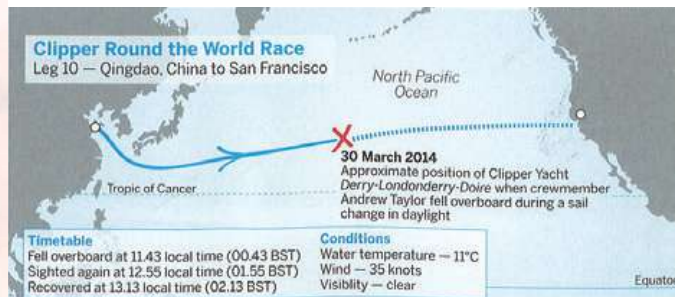 Clipper Round the World Race
Leg 10 — Qingdao, China to San Francisco
North Pacific
Ocean
30 March 2014
Approximate position of Clipper Yacht
Derry-Londonderry-Doire when crewmember
Andrew Taylor fell overboard during a sail
change in daylight
Tropic of Cancer
Timetable
Fell overboard at 11.43 local time (00.43 BST)
Sighted again at 12.55 local time (01.55 BST)
Recovered at 13.13 local time (02.13 BST)
Conditions
Water temperature — 11°C
Wind — 35 knots
Visiblity — clear
Equator